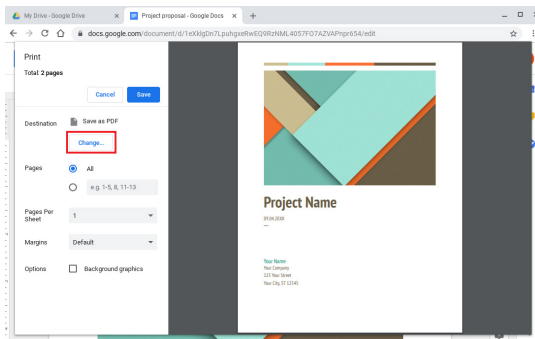 My Drive - Google Drive
Project proposal - Google Docs
docs.google.com/document/d/1eXklgDn7LpuhgxeRwEQ9RzNML4057FO7AZVAPnpr654/edit
Print
Total: 2 pages
Cancel
Save
Destination
Save as PDF
Change...
Pages
All
e.g. 1-5, 8, 11-13
Pages Per
Sheet
1
Margins
Default
Options
Background graphics
Project Name
09.04.20XX
Your Name
Your Company
123 Your Street
Your City, ST 12345